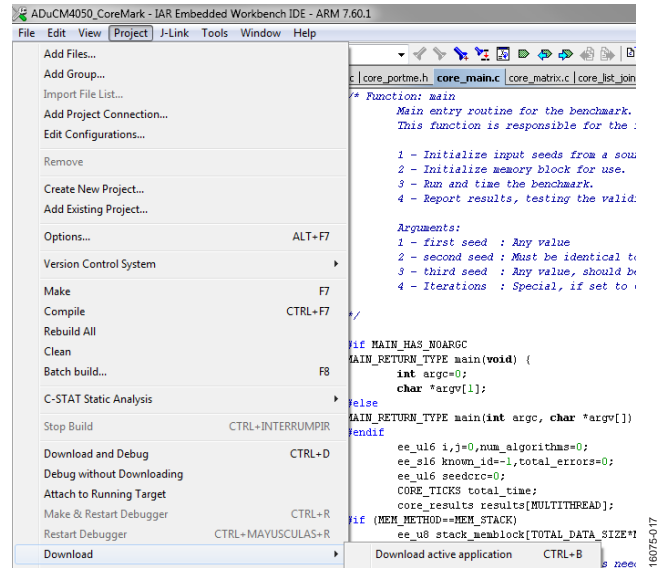 ADuCM4050_CoreMark - IAR Embedded Workbench IDE - ARM 7.60.1
File Edit View Project J-Link Tools Window Help
Add Files...
Add Group...
Import File List...
Add Project Connection...
Edit Configurations...
Remove
Create New Project...
Add Existing Project...
Options... ALT+F7
Version Control System
Make F7
Compile CTRL+F7
Rebuild All
Clean
Batch build... F8
C-STAT Static Analysis
Stop Build CTRL+INTERRUMPIR
Download and Debug CTRL+D
Debug without Downloading
Attach to Running Target
Make & Restart Debugger CTRL+R
Restart Debugger CTRL+MAYUSCULAS+R
Download
Download active application CTRL+B
c core_portme.h core_main.c core_matrix.c core_list_join
/* Function: main
Main entry routine for the benchmark.
This function is responsible for the
1 - Initialize input seeds from a sou
2 - Initialize memory block for use.
3 - Run and time the benchmark.
4 - Report results, testing the valid
Arguments:
1 - first seed : Any value
2 - second seed : Must be identical to
3 - third seed : Any value, should be
4 - Iterations : Special, if set to
*/
#if MAIN_HAS_NOARGC
MAIN_RETURN_TYPE main(void) {
int argc=0;
char *argv[1];
#else
MAIN_RETURN_TYPE main(int argc, char *argv[])
#endif
ee_u16 i,j=0,num_algorithms=0;
ee_s16 known_id=-1,total_errors=0;
ee_u16 seedcrc=0;
CORE_TICKS total_time;
core_results results[MULTITHREAD];
#if (MEM_METHOD==MEM_STACK)
ee_u8 stack_memblock[TOTAL_DATA_SIZE*M
s nee
16075-017